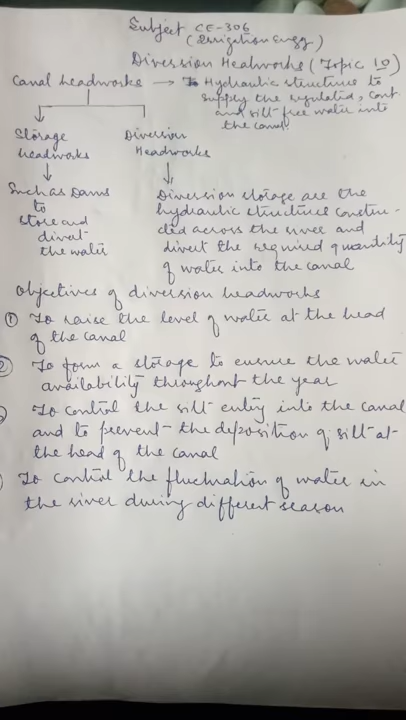 Subject CE-306
(Irrigation Engg)
Diversion Headworks (Topic 10)
Canal headworks → To Hydraulic structure to
supply the regulated, cont
and silt free water into
the canal.
Storage headworks
Diversion Headworks
Such as Dams
to
store and
divert
the water
Diversion storage are the
hydraulic structure constru-
cted across the river and
divert the required quantity
of water into the canal
Objectives of diversion headworks
① To raise the level of water at the head
of the canal
② To form a storage to ensure the water
availability throughout the year
To control the silt entry into the canal
and to prevent the deposition of silt at
the head of the canal
To control the fluctuation of water in
the river during different season